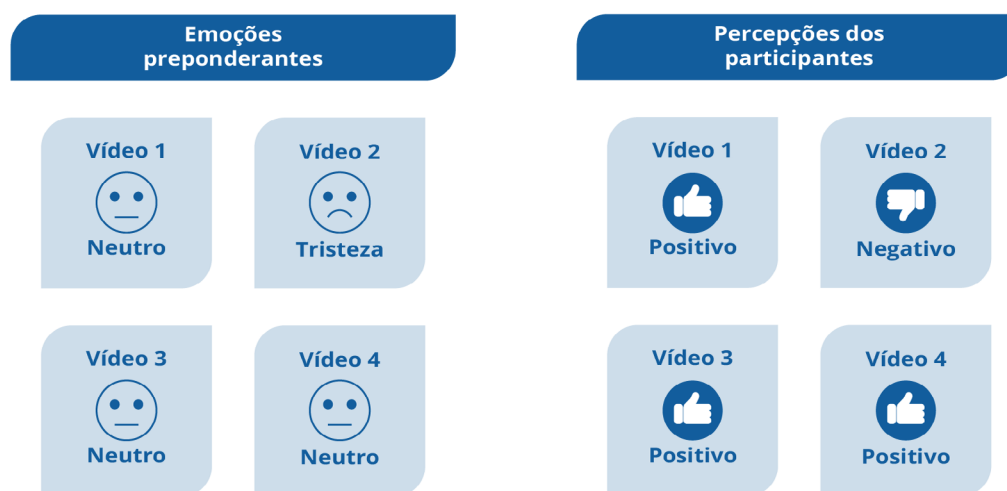 Emoções
preponderantes
Vídeo 1
Neutro
Vídeo 2
Tristeza
Vídeo 3
Neutro
Vídeo 4
Neutro
Percepções dos
participantes
Vídeo 1
Positivo
Vídeo 2
Negativo
Vídeo 3
Positivo
Vídeo 4
Positivo